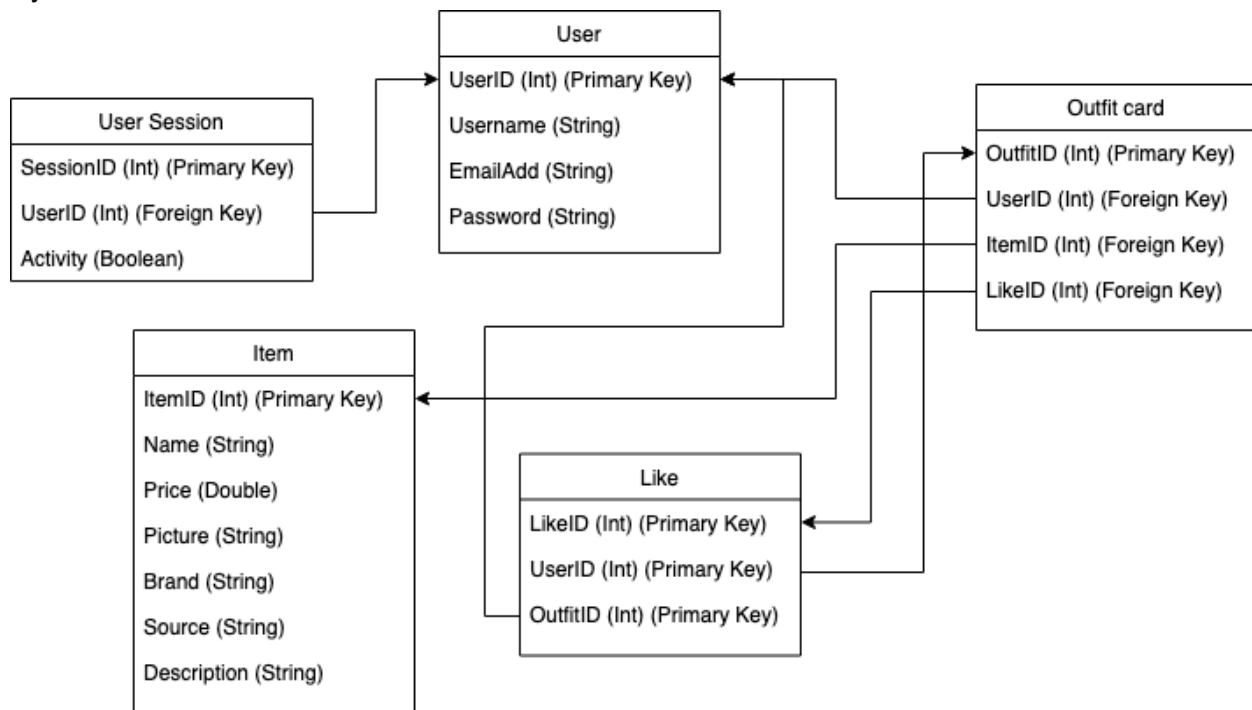 User
UserID (Int) (Primary Key)
Username (String)
EmailAdd (String)
Password (String)
User Session
SessionID (Int) (Primary Key)
UserID (Int) (Foreign Key)
Activity (Boolean)
Outfit card
OutfitID (Int) (Primary Key)
UserID (Int) (Foreign Key)
ItemID (Int) (Foreign Key)
LikeID (Int) (Foreign Key)
Item
ItemID (Int) (Primary Key)
Name (String)
Price (Double)
Picture (String)
Brand (String)
Source (String)
Description (String)
Like
LikeID (Int) (Primary Key)
UserID (Int) (Primary Key)
OutfitID (Int) (Primary Key)